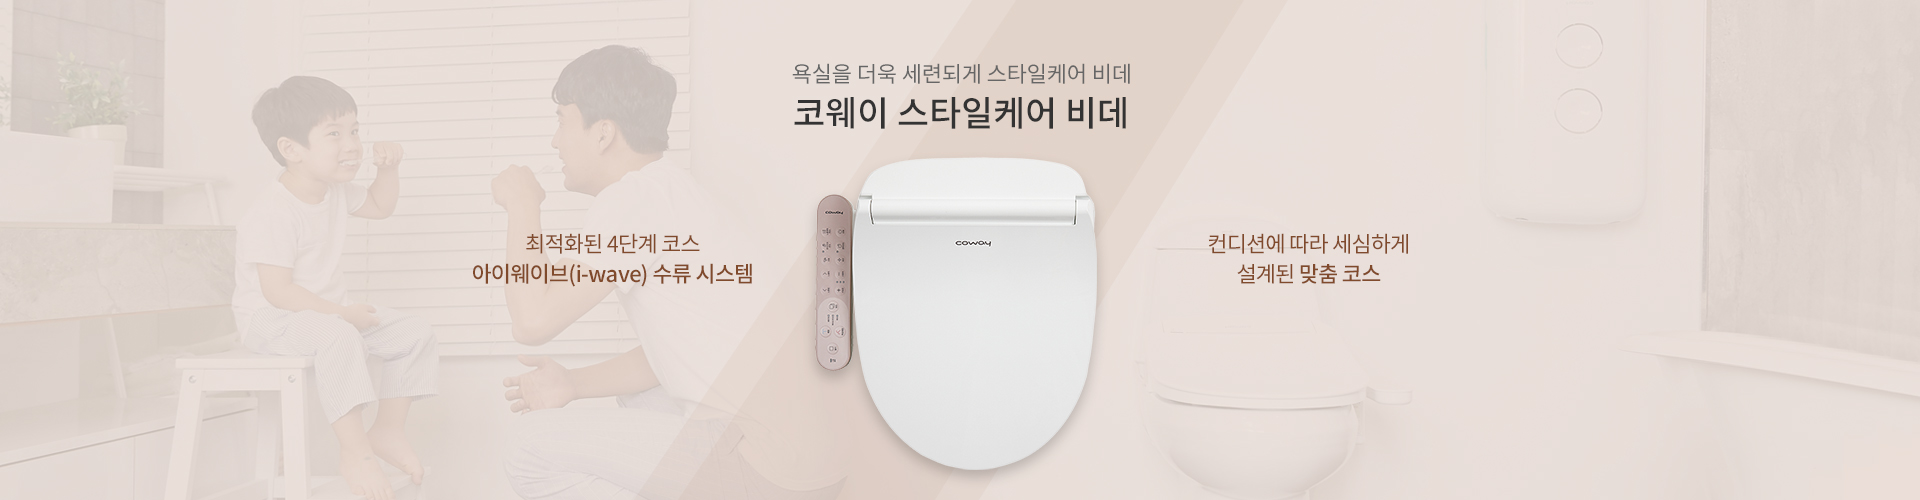 욕실을 더욱 세련되게 스타일케어 비데
코웨이 스타일케어 비데
coway
coway
최적화된 4단계 코스
아이웨이브(i-wave) 수류 시스템
컨디션에 따라 세심하게
설계된 맞춤 코스